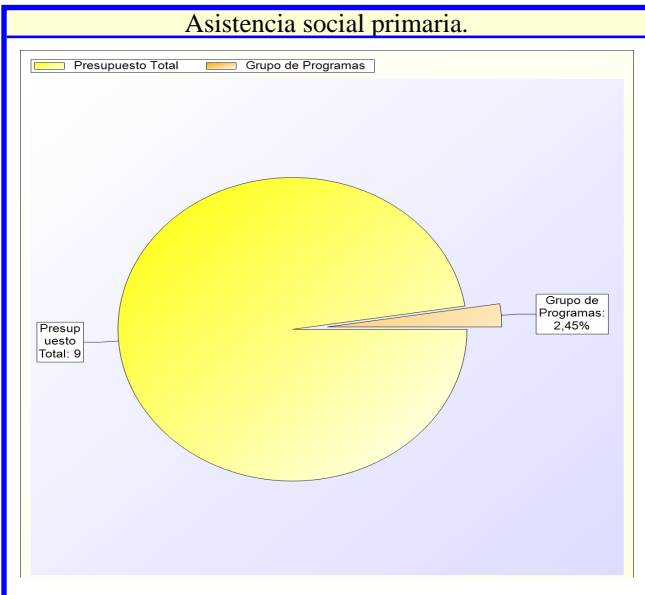 Asistencia social primaria.
Presupuesto Total
Grupo de Programas
Grupo de
Programas:
2,45%
Presup
uesto
Total: 9